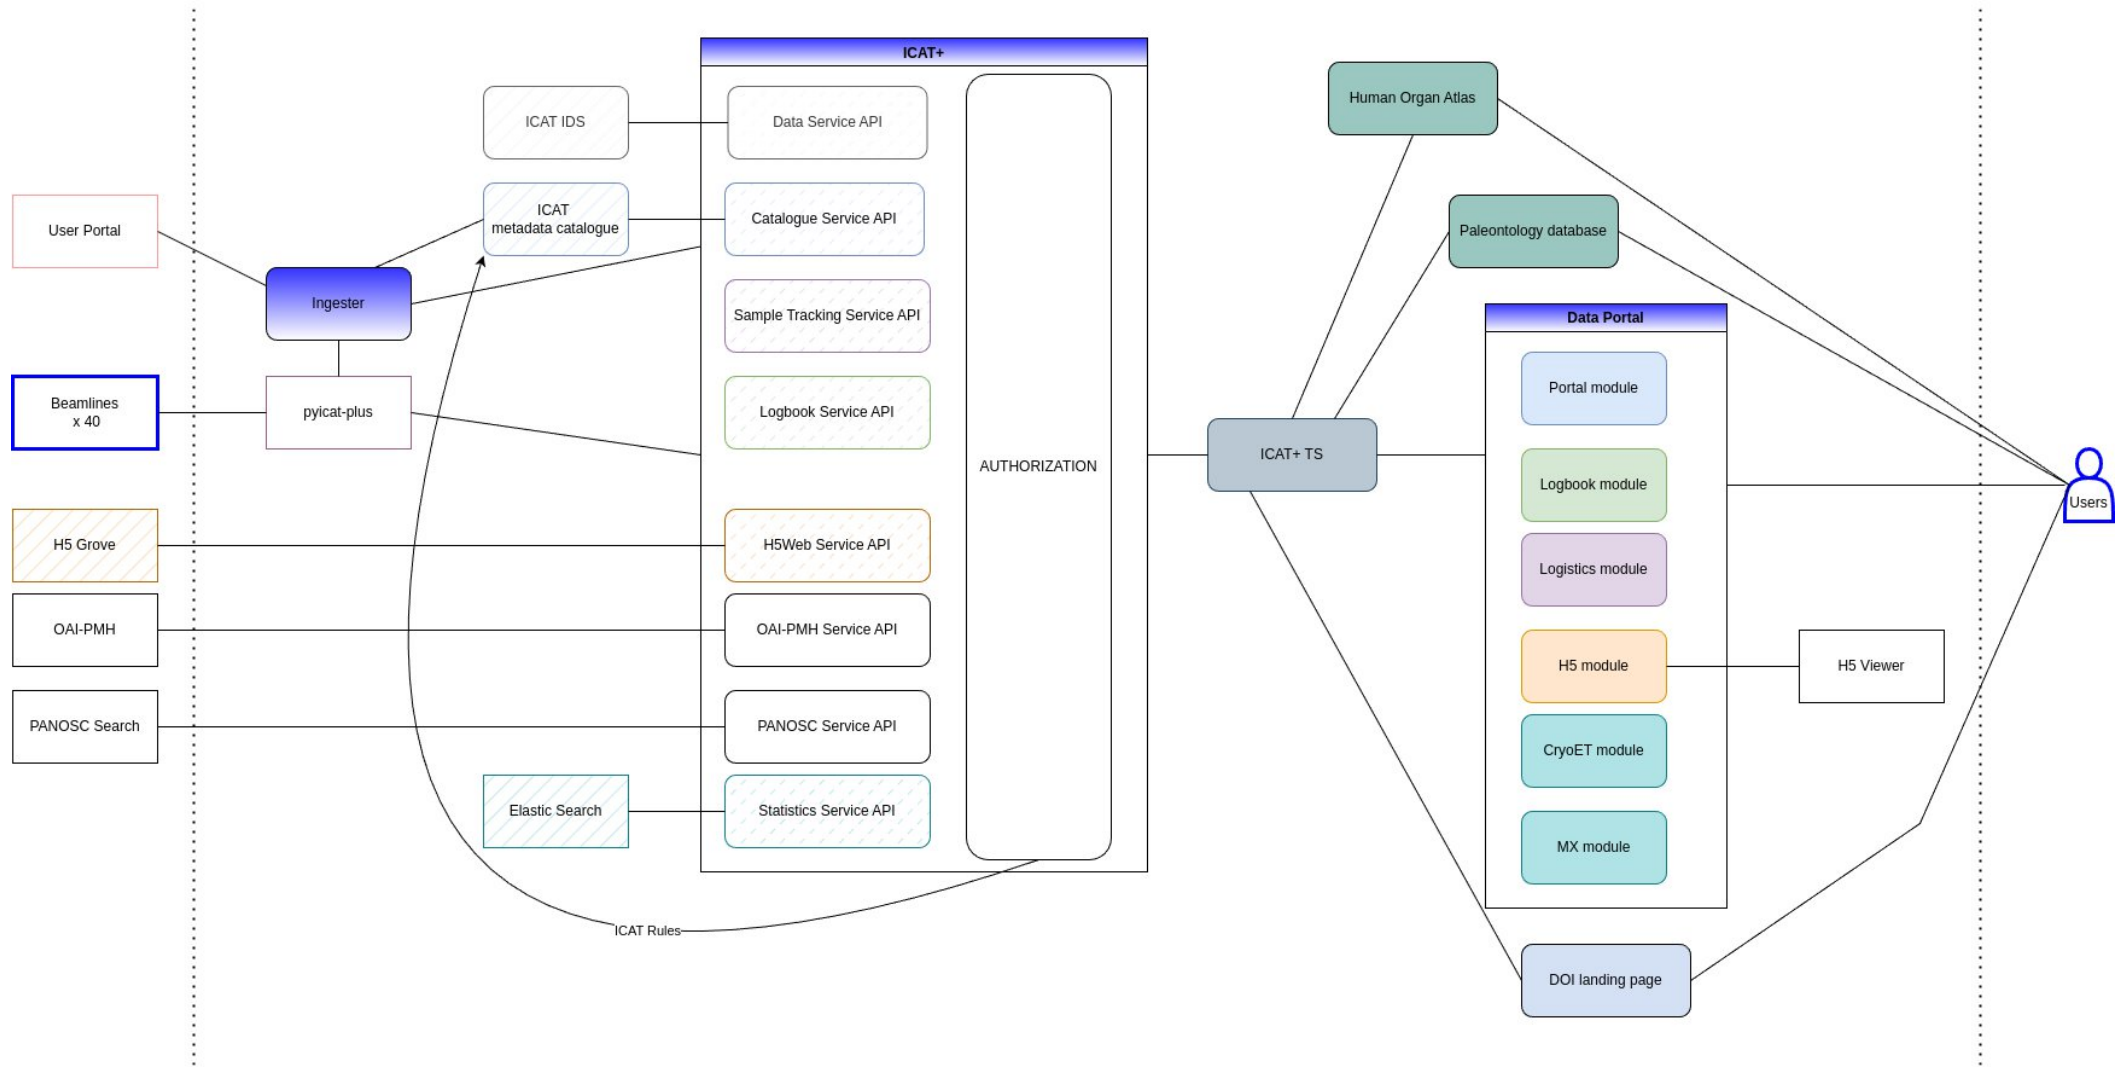 ICAT+
ICAT IDS
Data Service API
User Portal
ICAT
metadata catalogue
Catalogue Service API
Ingester
Sample Tracking Service API
Beamlines
x 40
pyicat-plus
Logbook Service API
AUTHORIZATION
H5 Grove
H5Web Service API
OAI-PMH
OAI-PMH Service API
PANOSC Search
PANOSC Service API
Elastic Search
Statistics Service API
ICAT Rules
ICAT+ TS
Human Organ Atlas
Paleontology database
Data Portal
Portal module
Logbook module
Logistics module
H5 module
H5 Viewer
CryoET module
MX module
DOI landing page
Users